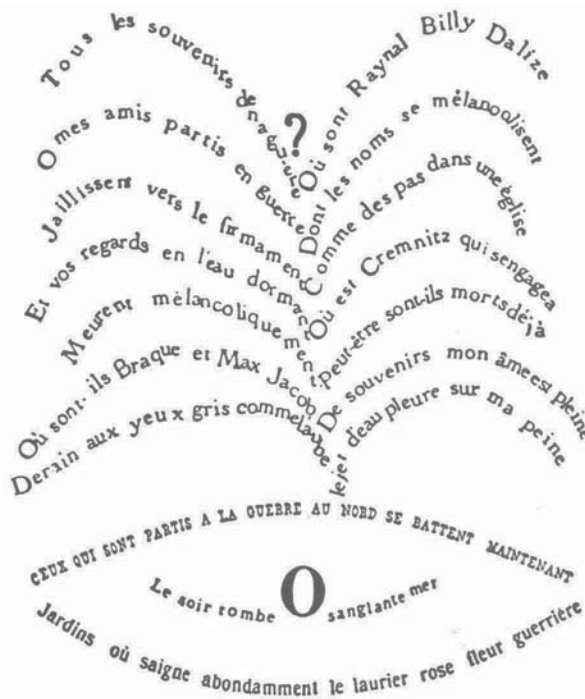 Tous les souvenirs de naguère
O mes amis partis en guerre
Jaillissent vers le firmament
Et vos regards en l'eau dormant
Meurent mélancoliquement
Où sont-ils Braque et Max Jacob
Derain aux yeux gris comme l'aube
?
Où sont Raynal Billy Dalize
Dont les noms se mélancolisent
Comme des pas dans une église
Où est Cremnitz qui s'engagea
Peut-être sont-ils morts déjà
De souvenirs mon âme est pleine
Le jet d'eau pleure sur ma peine
CEUX QUI SONT PARTIS A LA GUERRE AU NORD SE BATTENT MAINTENANT
Le soir tombe O sanglante mer
Jardins où saigne abondamment le laurier rose fleur guerrière